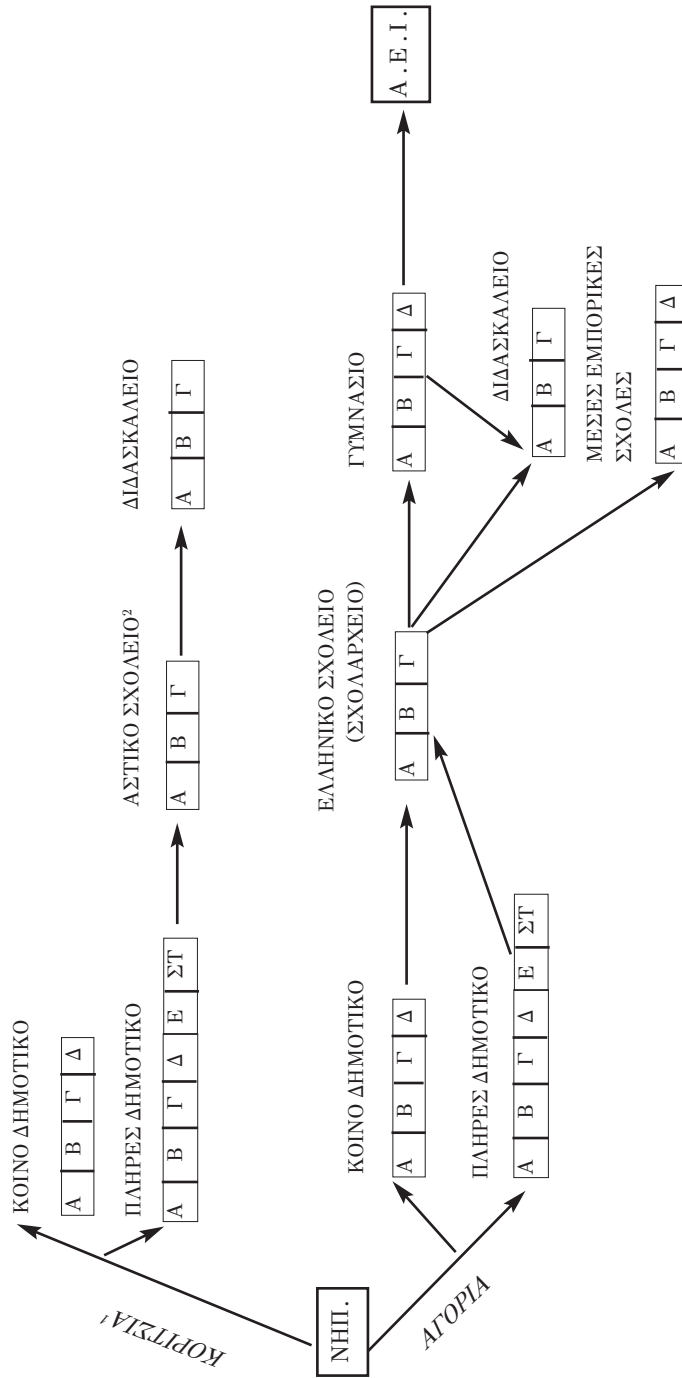 ΝΗΠ.
ΚΟΡΙΤΣΙΑ¹
ΚΟΙΝΟ ΔΗΜΟΤΙΚΟ
Α Β Γ Δ
ΠΛΗΡΕΣ ΔΗΜΟΤΙΚΟ
Α Β Γ Δ Ε ΣΤ
ΑΣΤΙΚΟ ΣΧΟΛΕΙΟ²
Α Β Γ
ΔΙΔΑΣΚΑΛΕΙΟ
Α Β Γ
ΑΓΟΡΙΑ
ΚΟΙΝΟ ΔΗΜΟΤΙΚΟ
Α Β Γ Δ
ΠΛΗΡΕΣ ΔΗΜΟΤΙΚΟ
Α Β Γ Δ Ε ΣΤ
ΕΛΛΗΝΙΚΟ ΣΧΟΛΕΙΟ
(ΣΧΟΛΑΡΧΕΙΟ)
Α Β Γ
ΓΥΜΝΑΣΙΟ
Α Β Γ Δ
ΔΙΔΑΣΚΑΛΕΙΟ
Α Β Γ
ΜΕΣΕΣ ΕΜΠΟΡΙΚΕΣ
ΣΧΟΛΕΣ
Α Β Γ Δ
Α.Ε.Ι.